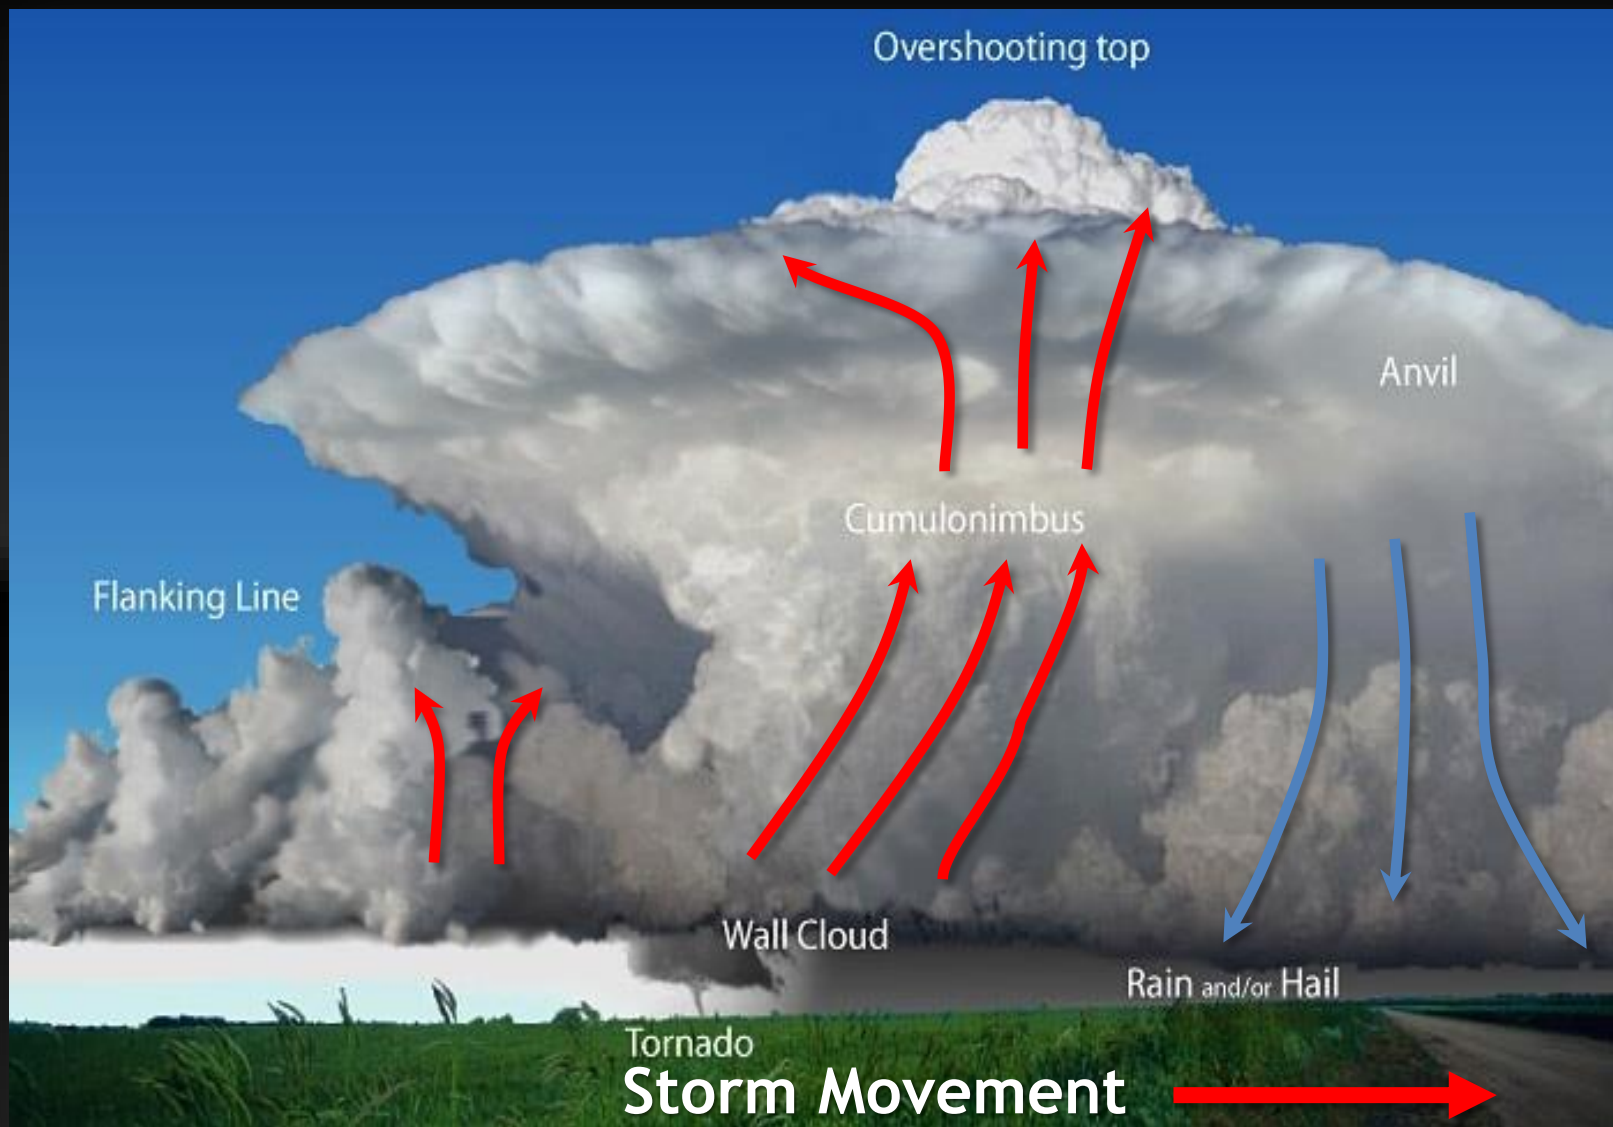 Overshooting top
Anvil
Cumulonimbus
Flanking Line
Wall Cloud
Rain and/or Hail
Tornado
Storm Movement